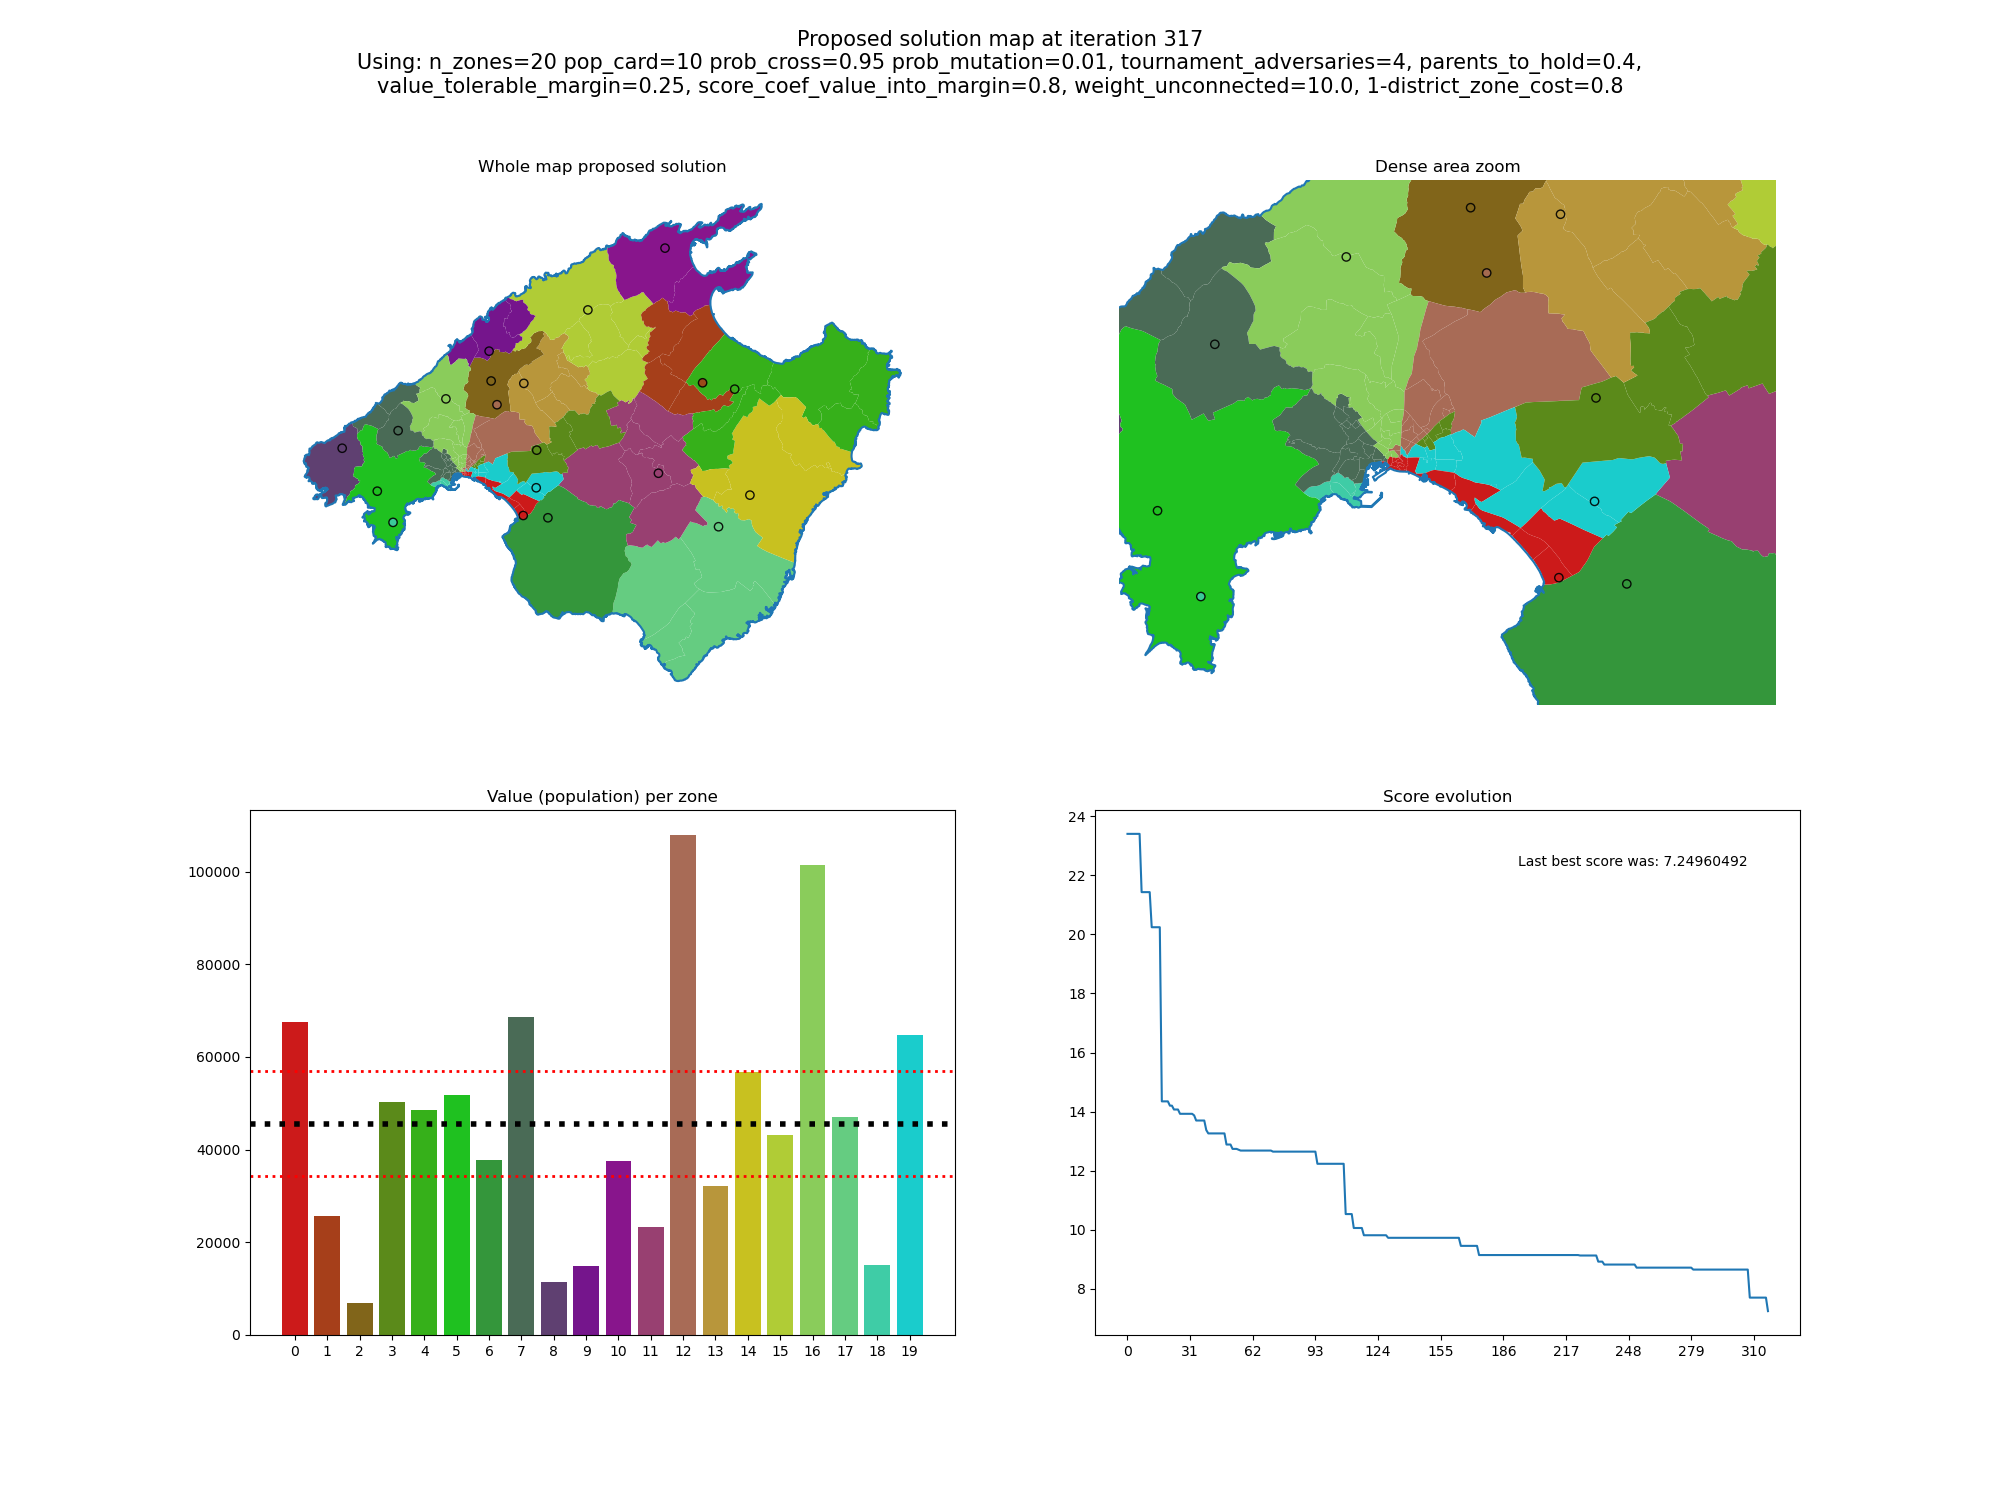 Proposed solution map at iteration 317
Using: n_zones=20 pop_card=10 prob_cross=0.95 prob_mutation=0.01, tournament_adversaries=4, parents_to_hold=0.4,
value_tolerable_margin=0.25, score_coef_value_into_margin=0.8, weight_unconnected=10.0, 1-district_zone_cost=0.8
Whole map proposed solution
Dense area zoom
Value (population) per zone
100000
80000
60000
40000
20000
0
0 1 2 3 4 5 6 7 8 9 10 11 12 13 14 15 16 17 18 19
Score evolution
Last best score was: 7.24960492
24
22
20
18
16
14
12
10
8
0 31 62 93 124 155 186 217 248 279 310